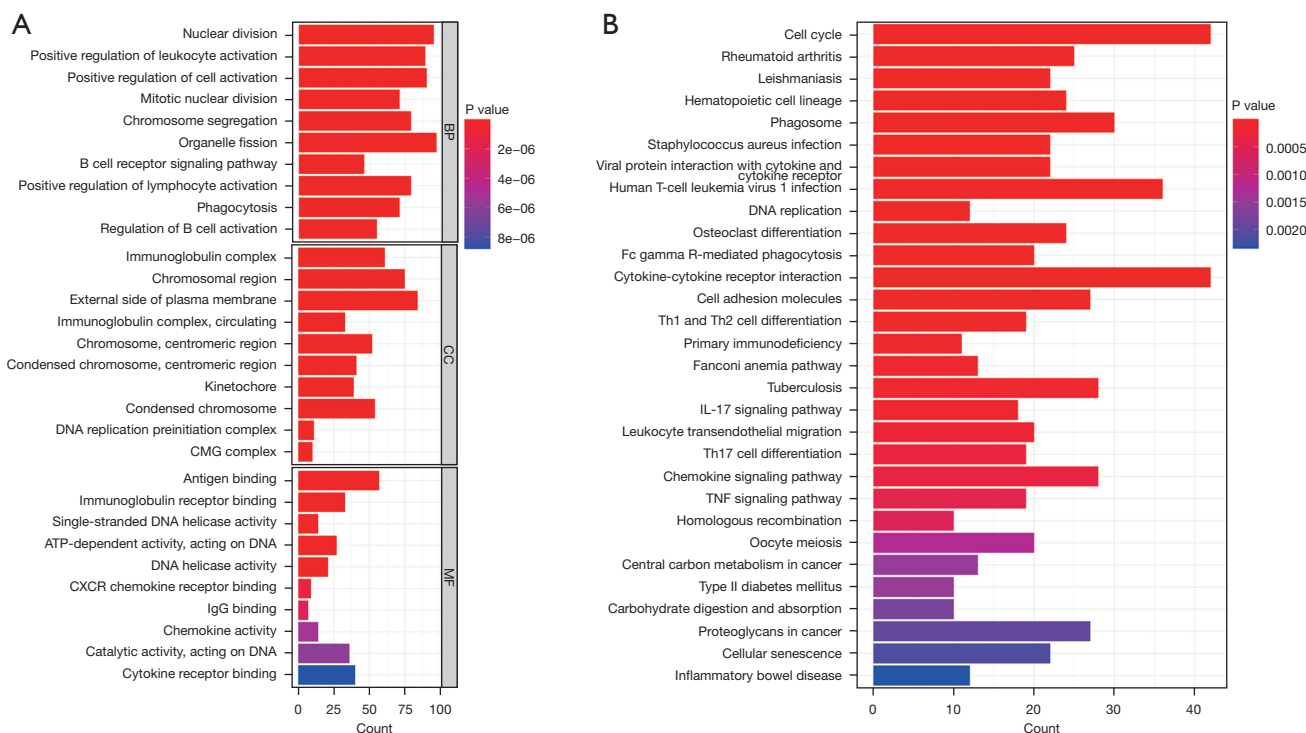 A
Nuclear division
Positive regulation of leukocyte activation
Positive regulation of cell activation
Mitotic nuclear division
Chromosome segregation
Organelle fission
B cell receptor signaling pathway
Positive regulation of lymphocyte activation
Phagocytosis
Regulation of B cell activation
BP
Immunoglobulin complex
Chromosomal region
External side of plasma membrane
Immunoglobulin complex, circulating
Chromosome, centromeric region
Condensed chromosome, centromeric region
Kinetochore
Condensed chromosome
DNA replication preinitiation complex
CMG complex
CC
Antigen binding
Immunoglobulin receptor binding
Single-stranded DNA helicase activity
ATP-dependent activity, acting on DNA
DNA helicase activity
CXCR chemokine receptor binding
IgG binding
Chemokine activity
Catalytic activity, acting on DNA
Cytokine receptor binding
MF
0 25 50 75 100
Count
P value
2e-06
4e-06
6e-06
8e-06
B
Cell cycle
Rheumatoid arthritis
Leishmaniasis
Hematopoietic cell lineage
Phagosome
Staphylococcus aureus infection
Viral protein interaction with cytokine and
cytokine receptor
Human T-cell leukemia virus 1 infection
DNA replication
Osteoclast differentiation
Fc gamma R-mediated phagocytosis
Cytokine-cytokine receptor interaction
Cell adhesion molecules
Th1 and Th2 cell differentiation
Primary immunodeficiency
Fanconi anemia pathway
Tuberculosis
IL-17 signaling pathway
Leukocyte transendothelial migration
Th17 cell differentiation
Chemokine signaling pathway
TNF signaling pathway
Homologous recombination
Oocyte meiosis
Central carbon metabolism in cancer
Type II diabetes mellitus
Carbohydrate digestion and absorption
Proteoglycans in cancer
Cellular senescence
Inflammatory bowel disease
0 10 20 30 40
Count
P value
0.0005
0.0010
0.0015
0.0020